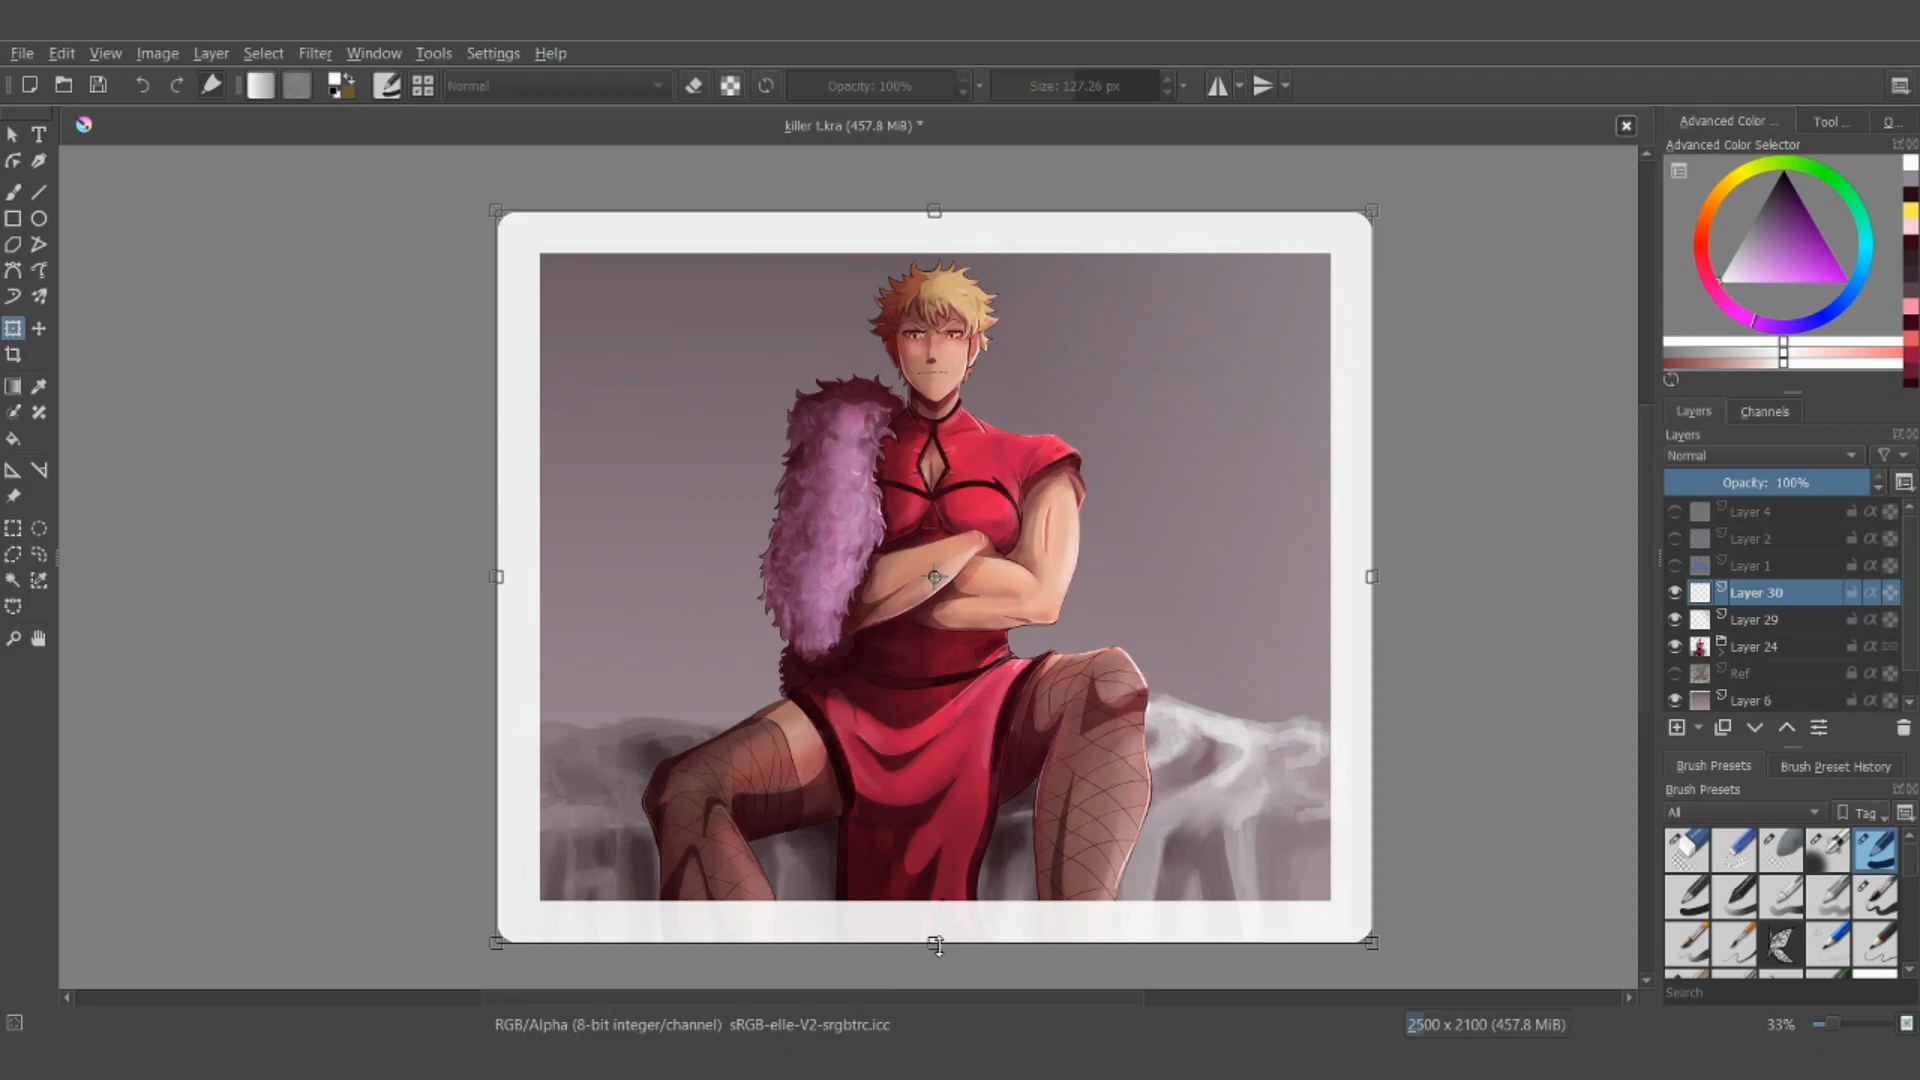 File Edit View Image Layer Select Filter Window Tools Settings Help
Normal
Opacity: 100%
Size: 127.26 px
killer t.kra (457.8 MiB) *
Advanced Color ... Tool ... Q...
Advanced Color Selector
Layers Channels
Layers
Normal
Opacity: 100%
Layer 4
Layer 2
Layer 1
Layer 30
Layer 29
Layer 24
Ref
Layer 6
Brush Presets Brush Preset History
Brush Presets
All Tag
Search
RGB/Alpha (8-bit integer/channel) sRGB-elle-V2-srgbtrc.icc
2500 x 2100 (457.8 MiB)
33%